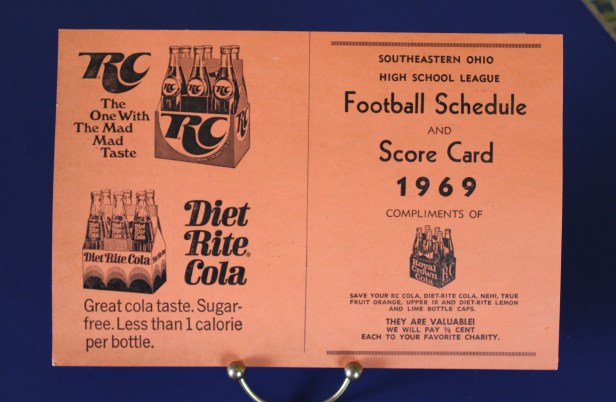 RC
The
One With
The Mad
Mad
Taste
RC
Diet Rite Cola
Diet
Rite
Cola
Great cola taste. Sugar-
free. Less than 1 calorie
per bottle.
SOUTHEASTERN OHIO
HIGH SCHOOL LEAGUE
Football Schedule
AND
Score Card
1969
COMPLIMENTS OF
Royal
Crown
Cola
RC
SAVE YOUR RC COLA, DIET-RITE COLA, NEHI, TRUE
FRUIT ORANGE, UPPER 10 AND DIET-RITE LEMON
AND LIME BOTTLE CAPS.
THEY ARE VALUABLE!
WE WILL PAY ½ CENT
EACH TO YOUR FAVORITE CHARITY.